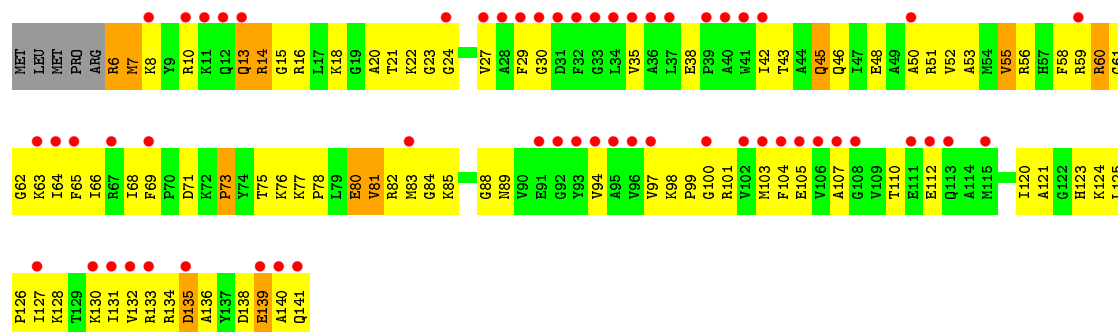 MET LEU MET PRO ARG R6 M7 K8 Y9 R10 K11 Q12 Q13 R14 G15 R16 L17 K18 G19 A20 T21 K22 G23 G24 V27 A28 F29 G30 D31 F32 G33 L34 V35 A36 L37 E38 P39 A40 W41 I42 T43 A44 Q45 Q46 I47 E48 A49 A50 R51 V52 A53 M54 V55 R56 H57 F58 R59 R60
G62 K63 I64 F65 I66 R67 I68 F69 P70 D71 K72 P73 Y74 T75 K76 K77 P78 L79 E80 V81 R82 M83 G84 K85 G88 N89 V90 E91 G92 Y93 V94 A95 V96 V97 K98 P99 G100 R101 V102 M103 F104 E105 V106 A107 G108 V109 T110 E111 E112 Q113 A114 M115 I120 A121 G122 H123 K124
P126 I127 K128 T129 K130 I131 V132 R133 R134 D135 A136 Y137 D138 E139 A140 Q141